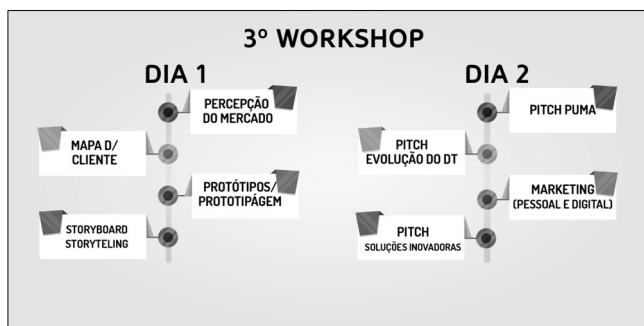 3º WORKSHOP
DIA 1
PERCEPÇÃO
DO MERCADO
MAPA D/
CLIENTE
PROTÓTIPOS/
PROTOTIPÁGEM
STORYBOARD
STORYTELING
DIA 2
PITCH PUMA
PITCH
EVOLUÇÃO DO DT
MARKETING
(PESSOAL E DIGITAL)
PITCH
SOLUÇÕES INOVADORAS